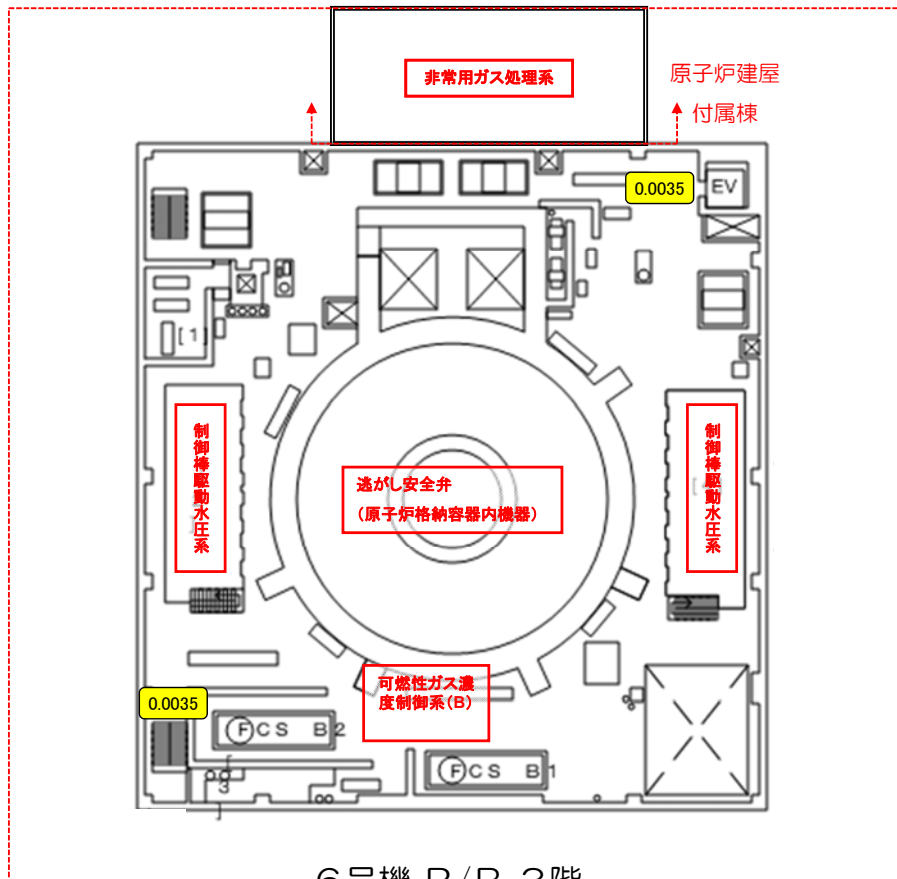 非常用ガス処理系
原子炉建屋
付属棟
0.0035
EV
[1]
制御棒駆動水圧系
逃がし安全弁
(原子炉格納容器内機器)
制御棒駆動水圧系
可燃性ガス濃
度制御系(B)
0.0035
FCS B2
FCS B1
3